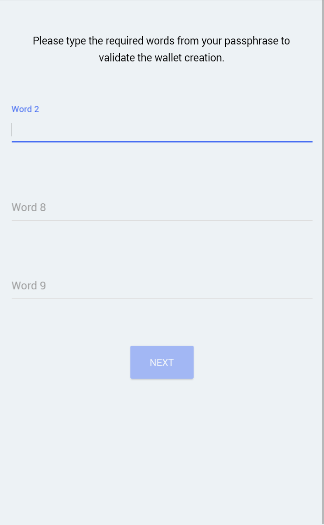 Please type the required words from your passphrase to
validate the wallet creation.
Word 2
Word 8
Word 9
NEXT